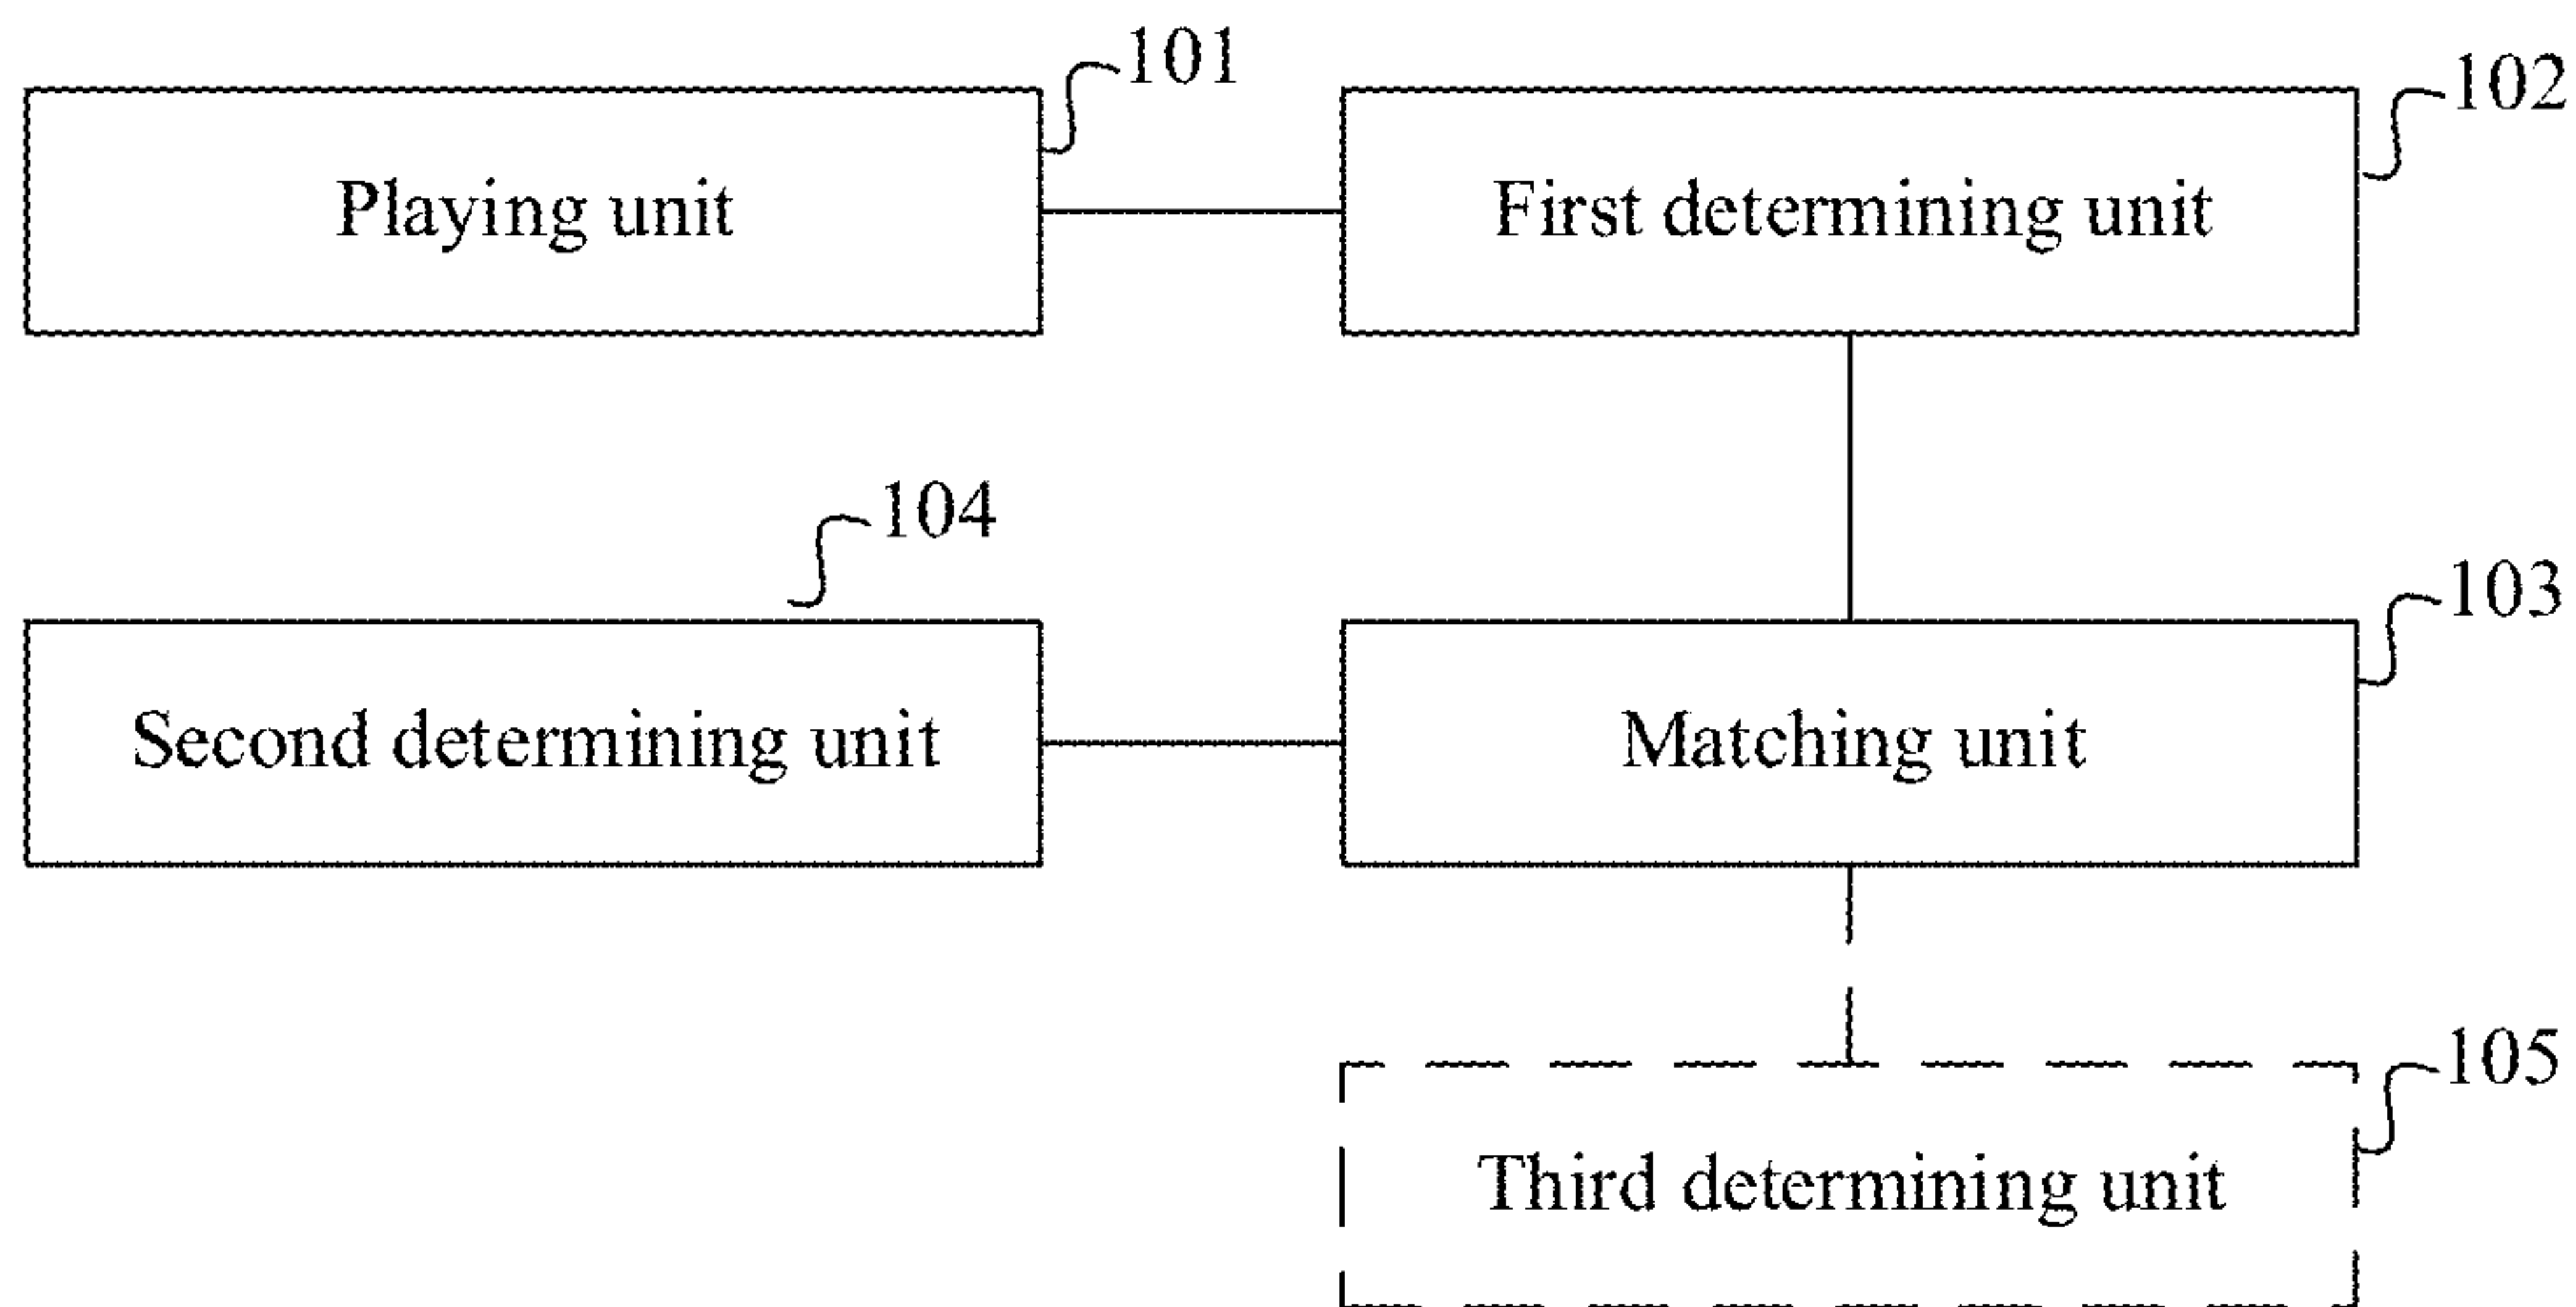 101
102
Playing unit
First determining unit
104
103
Second determining unit
Matching unit
105
Third determining unit